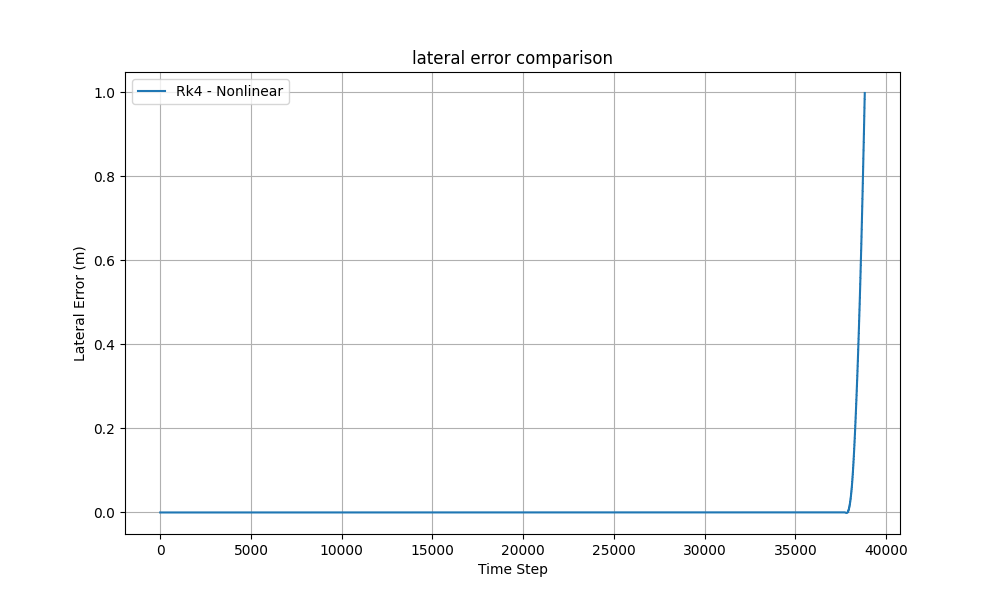 lateral error comparison
Rk4 - Nonlinear
1.0
0.8
0.6
0.4
0.2
0.0
Lateral Error (m)
0 5000 10000 15000 20000 25000 30000 35000 40000
Time Step